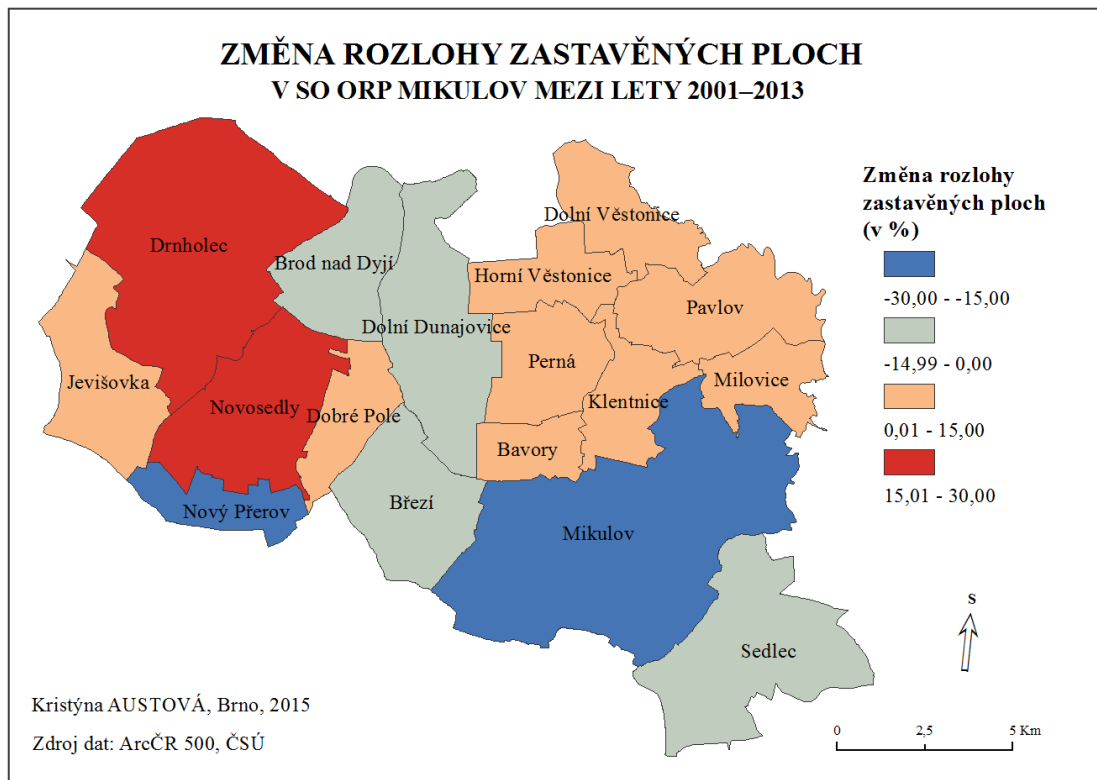 ZMĚNA ROZLOHY ZASTAVĚNÝCH PLOCH
V SO ORP MIKULOV MEZI LETY 2001–2013
Změna rozlohy
zastavěných ploch
(v %)
-30,00 - -15,00
-14,99 - 0,00
0,01 - 15,00
15,01 - 30,00
Dolní Věstonice
Drnholec
Brod nad Dyjí
Horní Věstonice
Pavlov
Dolní Dunajovice
Perná
Jevišovka
Milovice
Novosedly
Klentnice
Dobré Pole
Bavory
Březí
Nový Přerov
Mikulov
Sedlec
S
Kristýna AUSTOVÁ, Brno, 2015
Zdroj dat: ArcČR 500, ČSÚ
0 2,5 5 Km